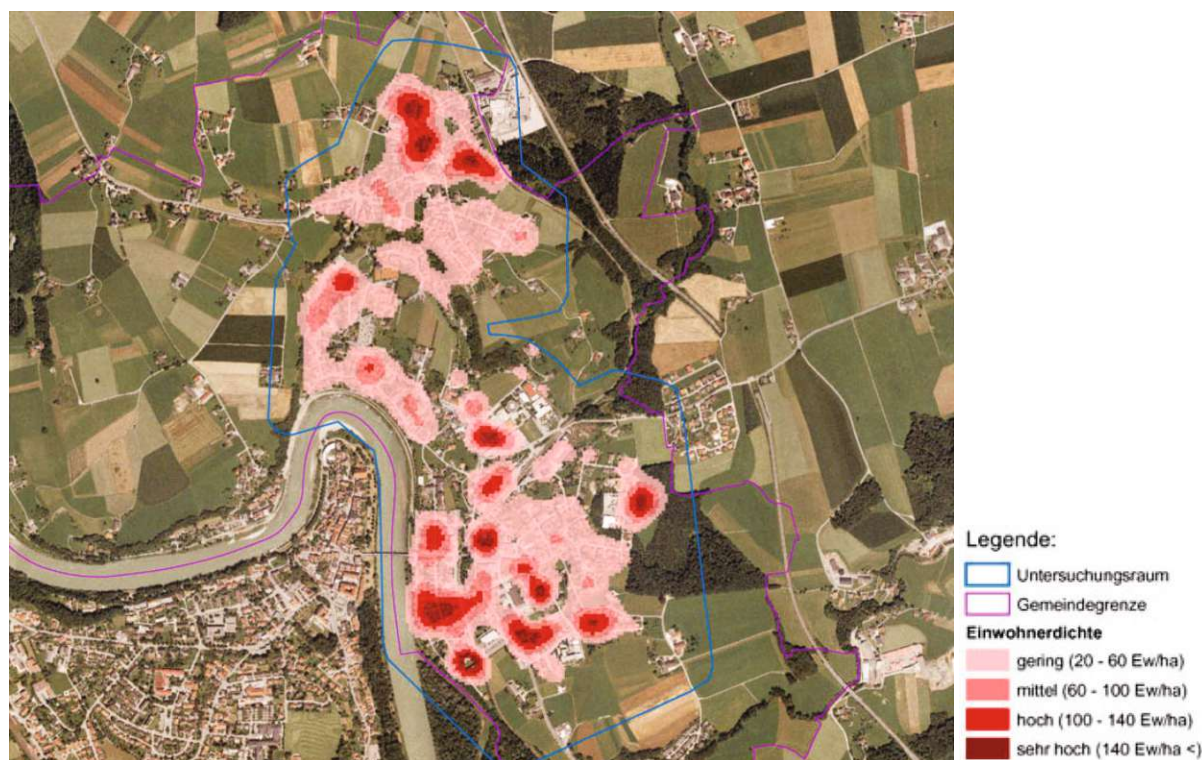 Legende:
Untersuchungsraum
Gemeindegrenze
Einwohnerdichte
gering (20 - 60 Ew/ha)
mittel (60 - 100 Ew/ha)
hoch (100 - 140 Ew/ha)
sehr hoch (140 Ew/ha <)